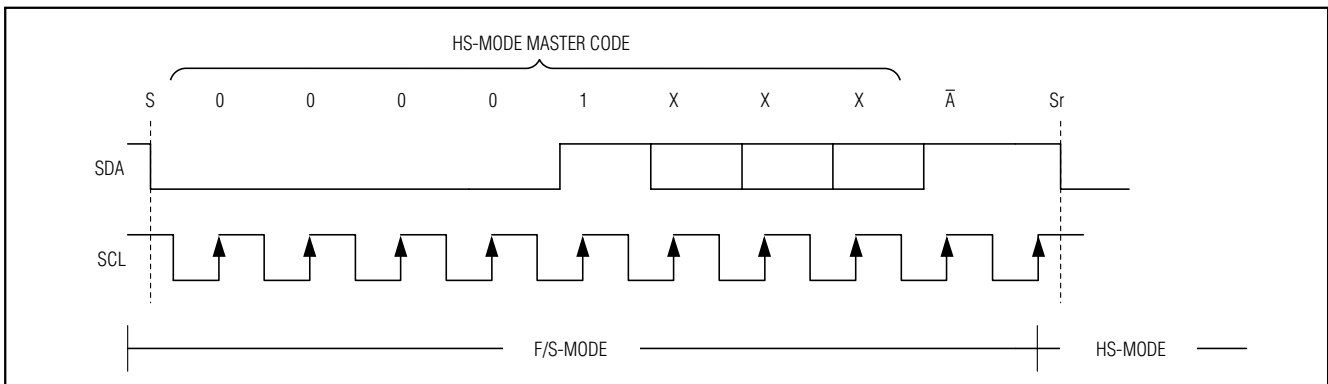 HS-MODE MASTER CODE
S 0 0 0 0 1 X X X A̅ Sr
SDA
SCL
F/S-MODE HS-MODE